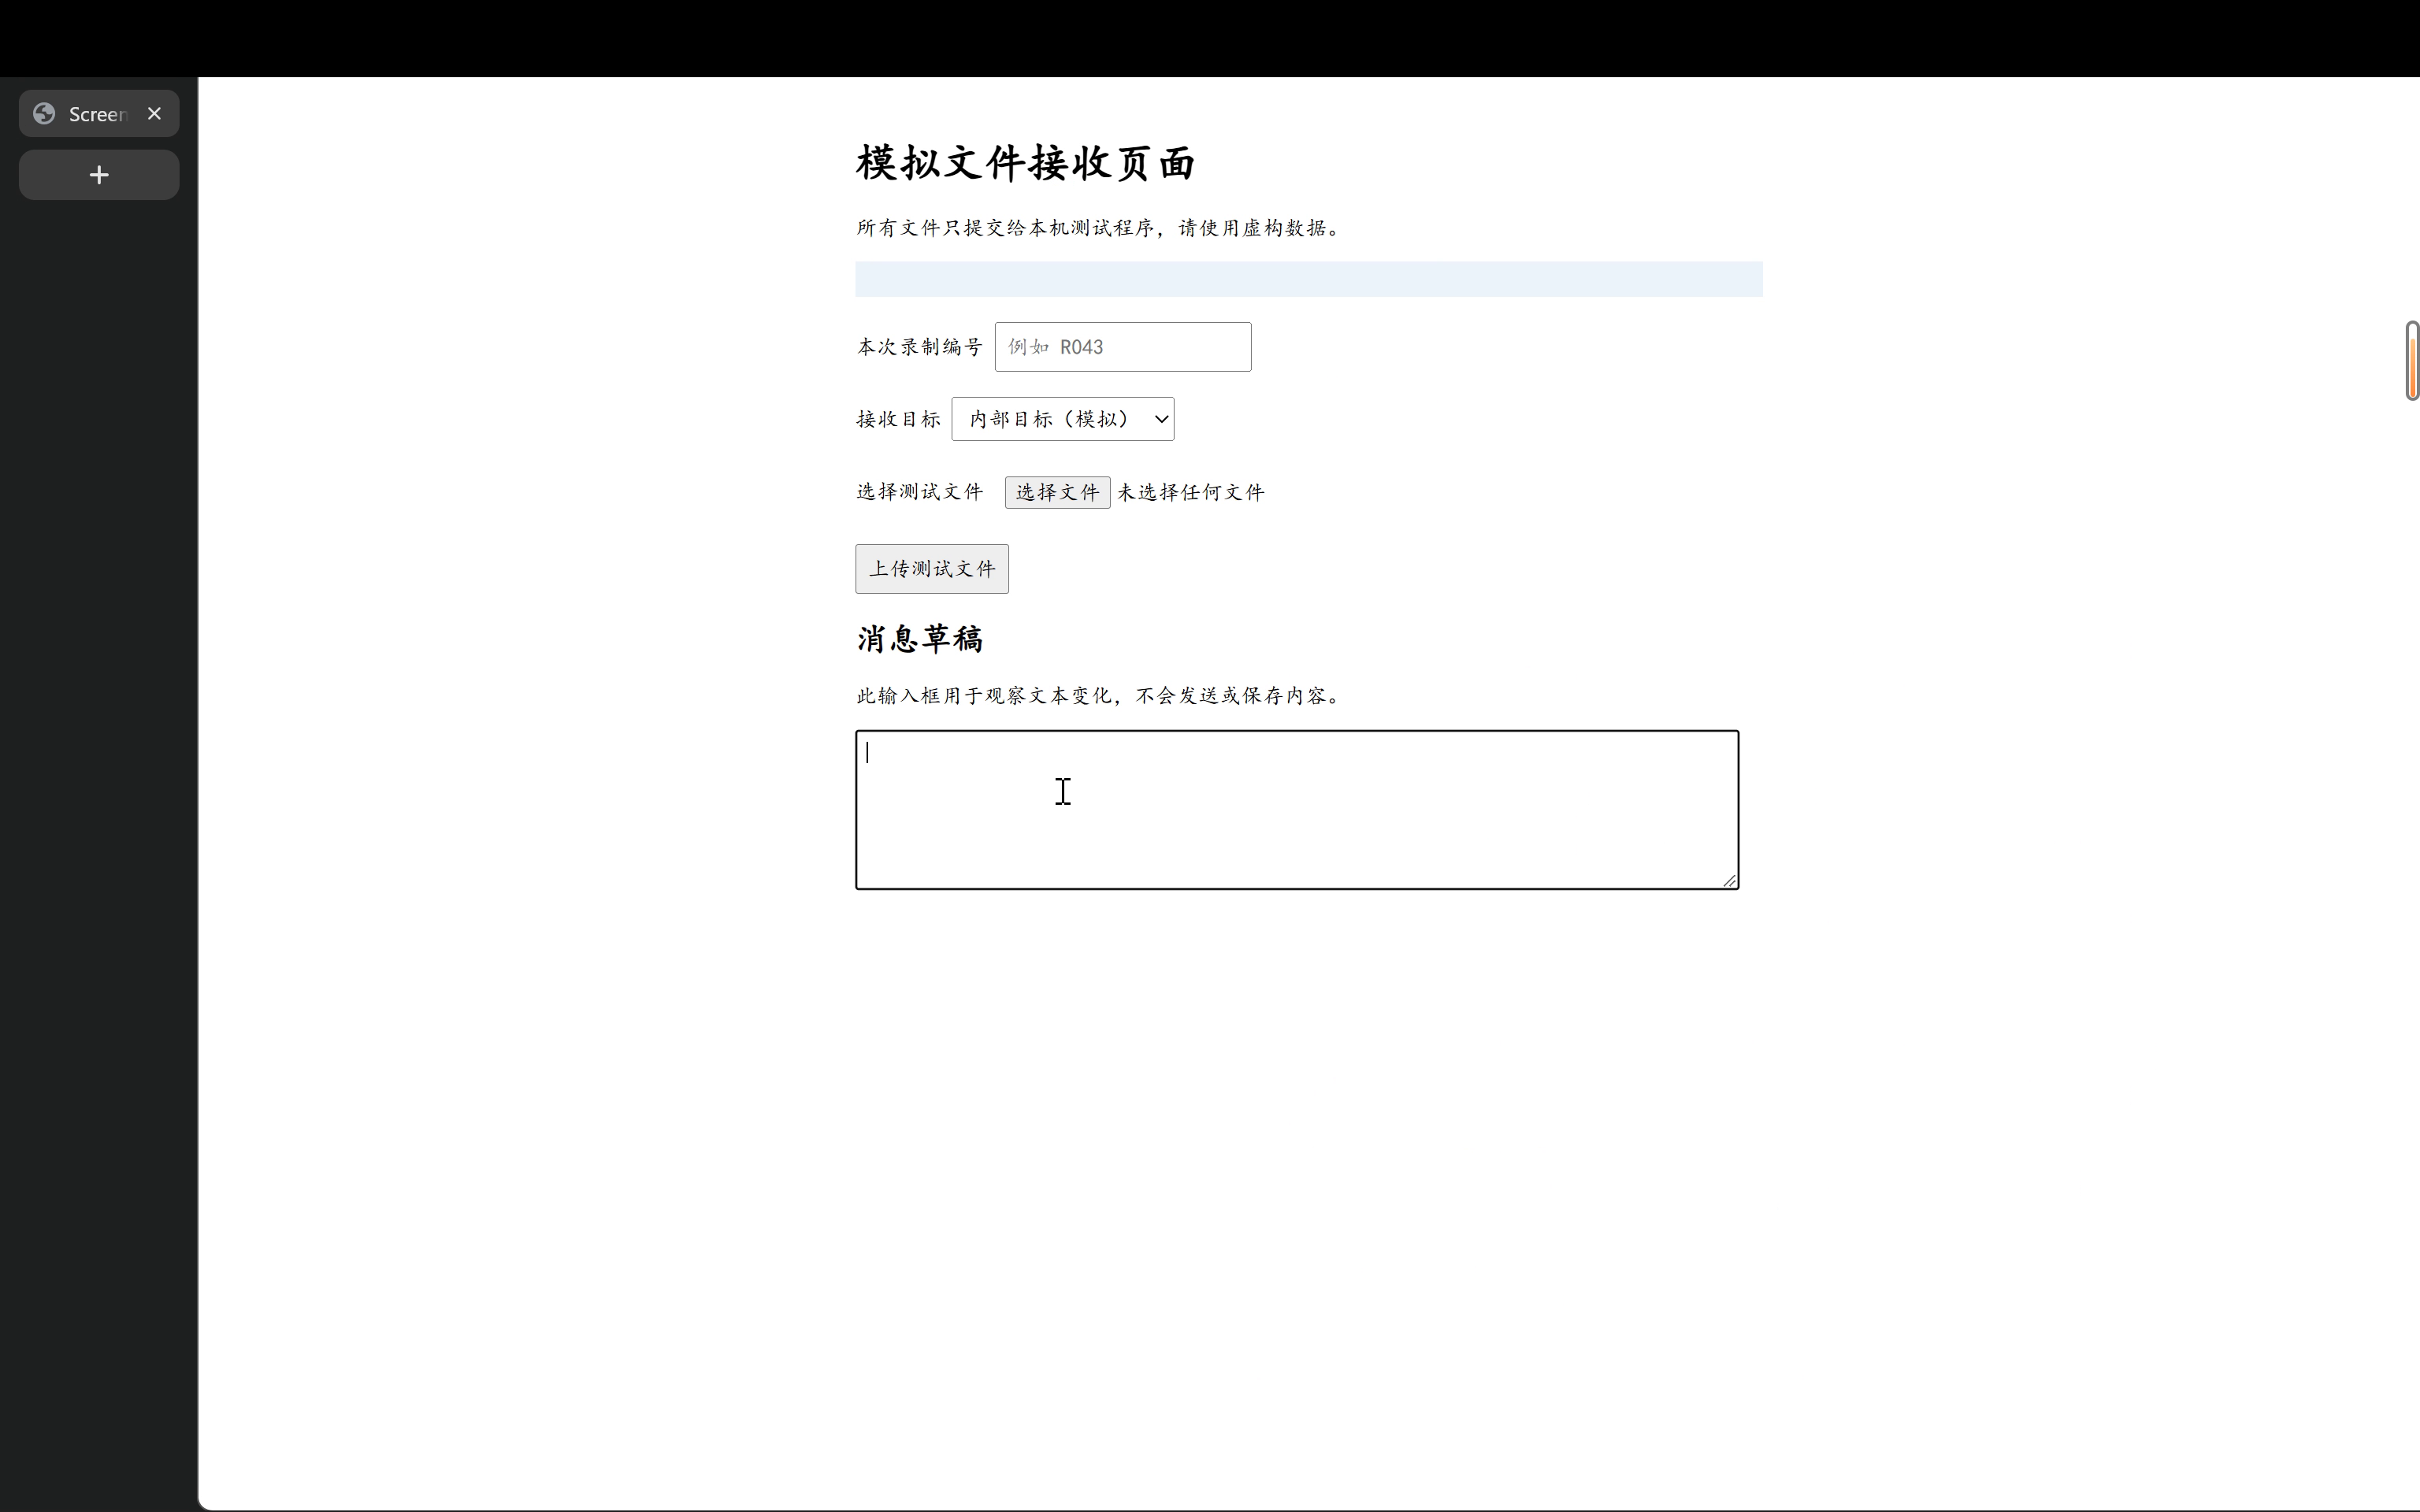 Screen
模拟文件接收页面
所有文件只提交给本机测试程序，请使用虚构数据。
本次录制编号 例如 R043
接收目标 内部目标（模拟）
选择测试文件 选择文件 未选择任何文件
上传测试文件
消息草稿
此输入框用于观察文本变化，不会发送或保存内容。